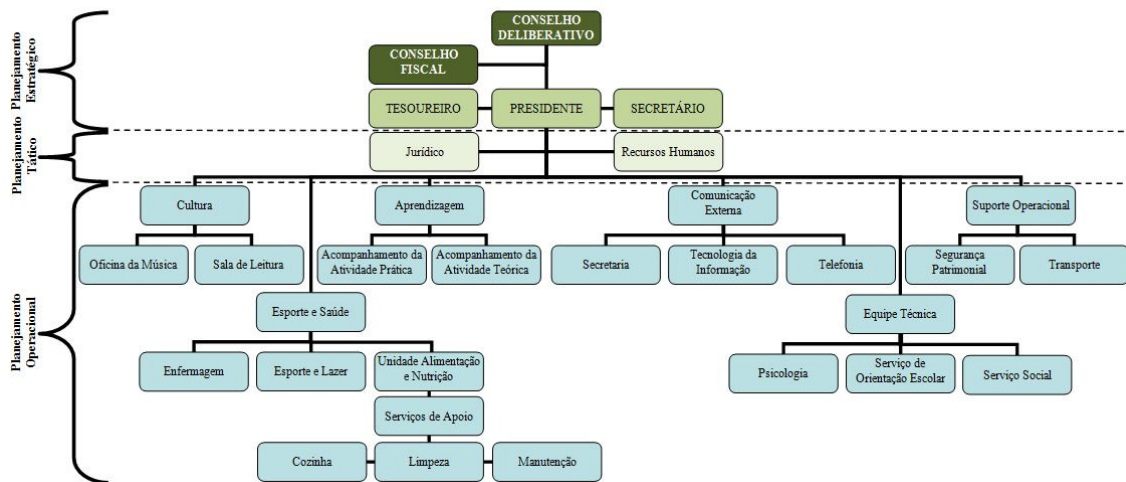 Planejamento
Estratégico
CONSELHO
DELIBERATIVO
CONSELHO
FISCAL
TESOUREIRO
PRESIDENTE
SECRETÁRIO
Planejamento
Tático
Jurídico
Recursos Humanos
Planejamento
Operacional
Cultura
Aprendizagem
Comunicação
Externa
Suporte Operacional
Oficina da Música
Sala de Leitura
Acompanhamento da
Atividade Prática
Acompanhamento da
Atividade Teórica
Secretaria
Tecnologia da
Informação
Telefonia
Segurança
Patrimonial
Transporte
Esporte e Saúde
Equipe Técnica
Enfermagem
Esporte e Lazer
Unidade Alimentação
e Nutrição
Psicologia
Serviço de
Orientação Escolar
Serviço Social
Serviços de Apoio
Cozinha
Limpeza
Manutenção